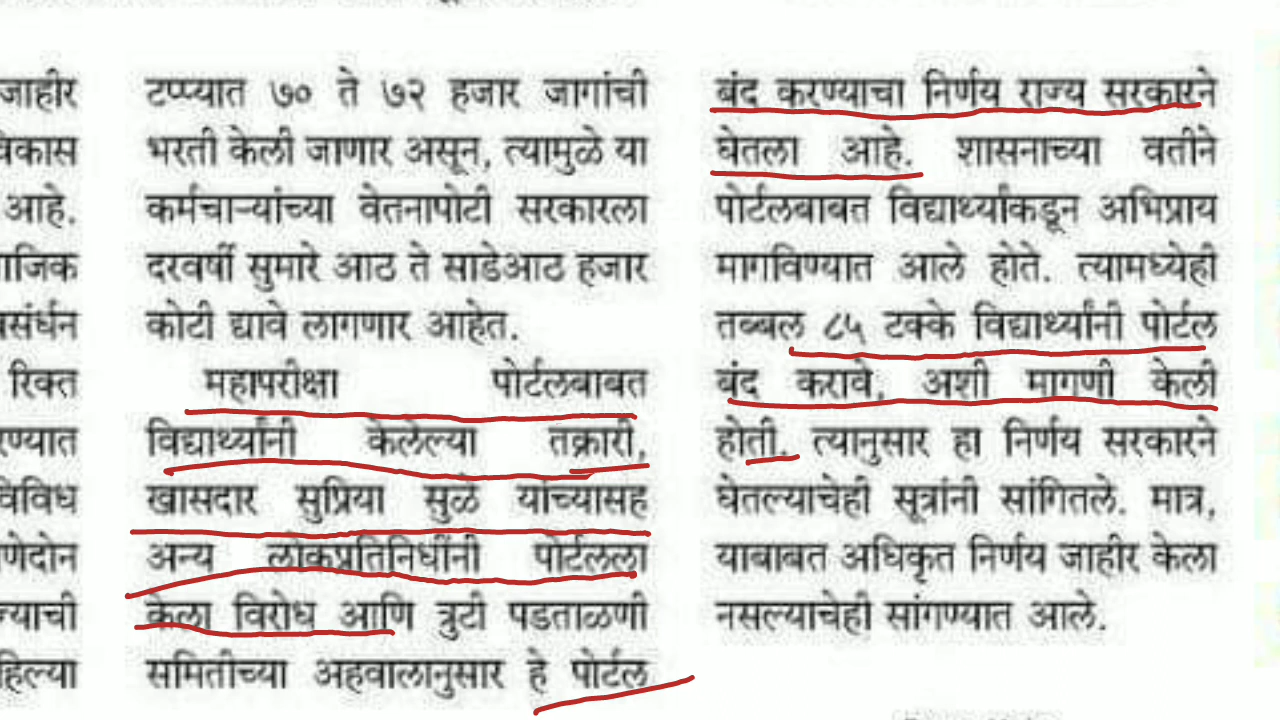 जाहीर
आहे.
रिक्त
टप्प्यात ७० ते ७२ हजार जागांची
भरती केली जाणार असून, त्यामुळे या
कर्मचाऱ्यांच्या वेतनापोटी सरकारला
दरवर्षी सुमारे आठ ते साडेआठ हजार
कोटी द्यावे लागणार आहेत.
महापरीक्षा पोर्टलबाबत
विद्यार्थ्यांनी केलेल्या तक्रारी,
खासदार सुप्रिया सुळे यांच्यासह
अन्य लोकप्रतिनिधींनी पोर्टलला
केला विरोध आणि त्रुटी पडताळणी
समितीच्या अहवालानुसार हे पोर्टल
बंद करण्याचा निर्णय राज्य सरकारने
घेतला आहे. शासनाच्या वतीने
पोर्टलबाबत विद्यार्थ्यांकडून अभिप्राय
मागविण्यात आले होते. त्यामध्येही
तब्बल ८५ टक्के विद्यार्थ्यांनी पोर्टल
बंद करावे, अशी मागणी केली
होती. त्यानुसार हा निर्णय सरकारने
घेतल्याचेही सूत्रांनी सांगितले. मात्र,
याबाबत अधिकृत निर्णय जाहीर केला
नसल्याचेही सांगण्यात आले.